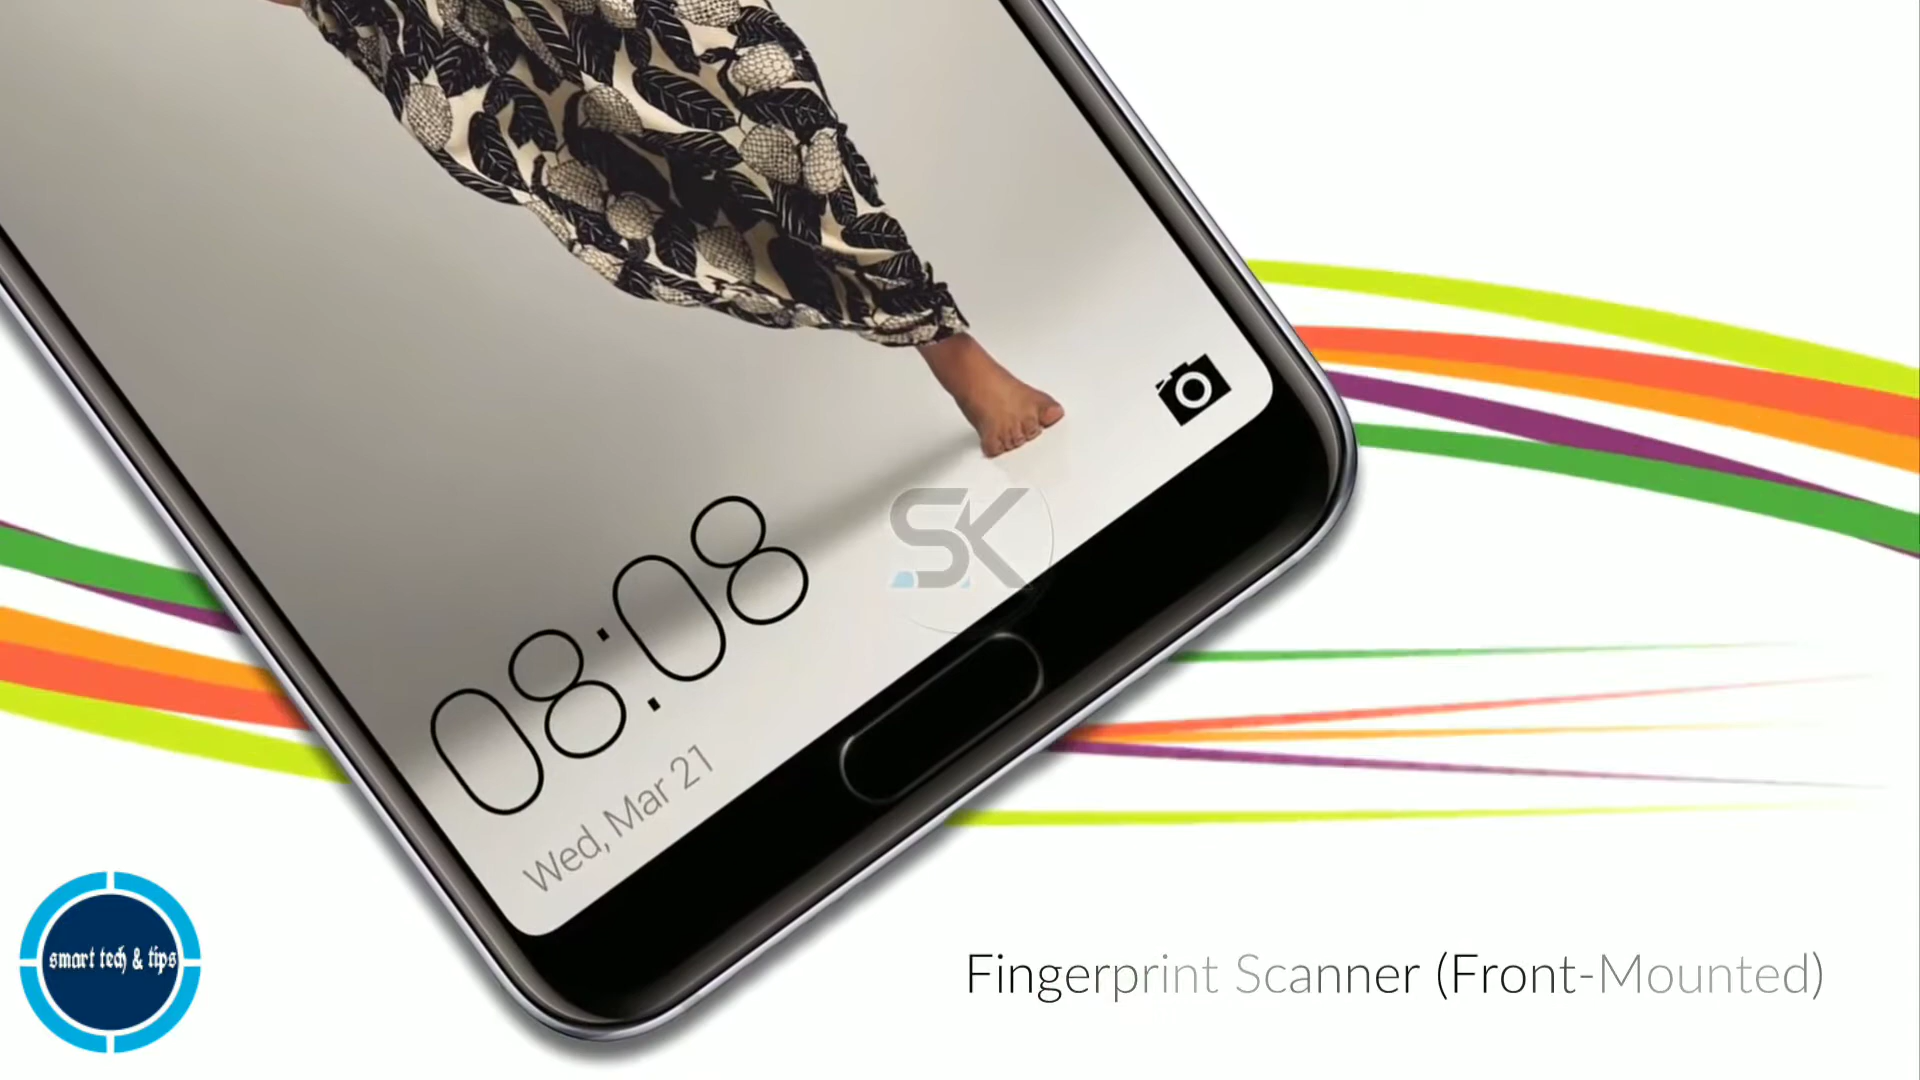 SK
08:08
Wed, Mar 21
smart tech & tips
Fingerprint Scanner (Front-Mounted)